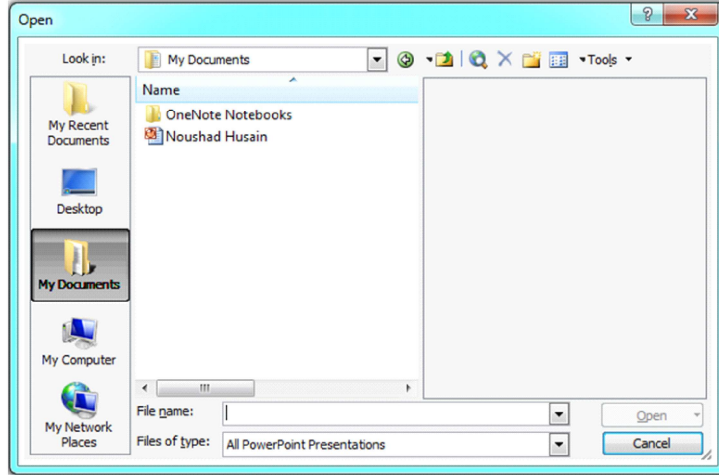 Open
Look in:
My Documents
Tools
My Recent
Documents
Desktop
My Documents
My Computer
My Network
Places
Name
OneNote Notebooks
Noushad Husain
File name:
Open
Files of type:
All PowerPoint Presentations
Cancel